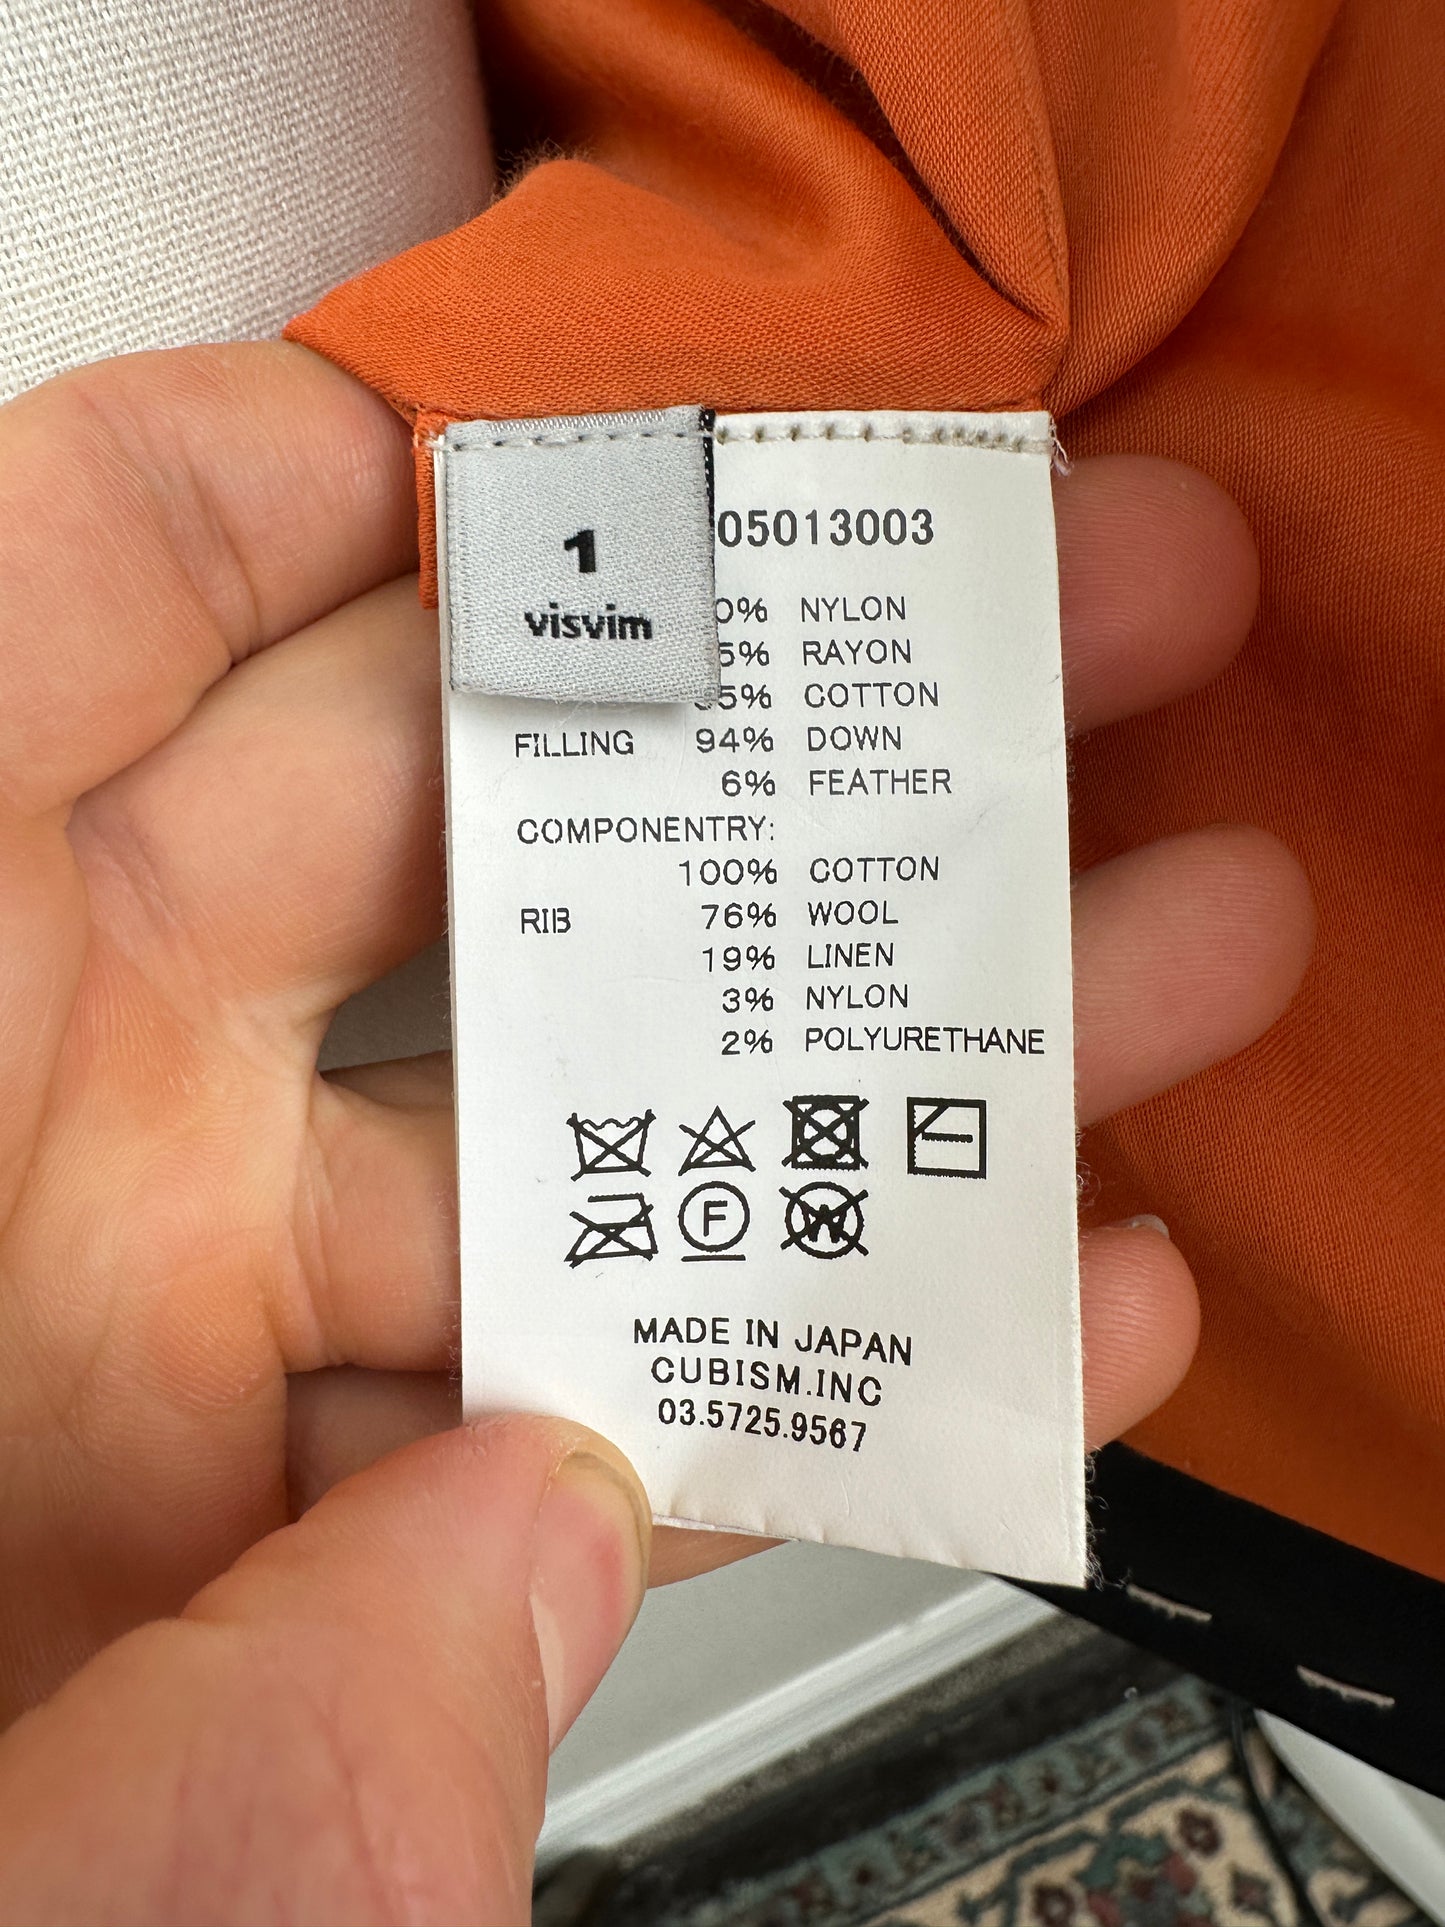 1
visvim
05013003
0% NYLON
5% RAYON
5% COTTON
FILLING 94% DOWN
6% FEATHER
COMPONENTRY:
100% COTTON
RIB 76% WOOL
19% LINEN
3% NYLON
2% POLYURETHANE
F
W
MADE IN JAPAN
CUBISM.INC
03.5725.9567